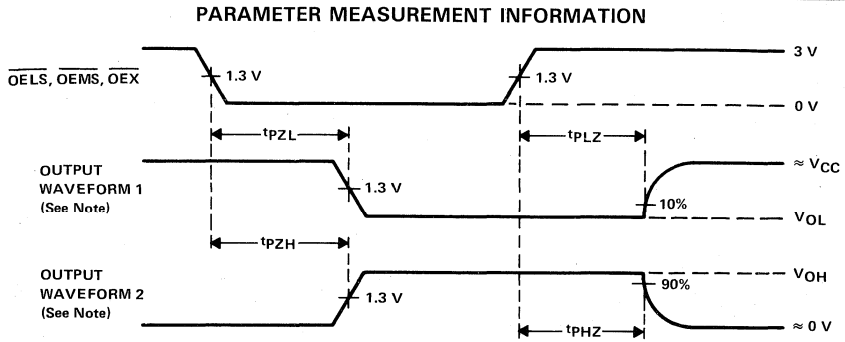 PARAMETER MEASUREMENT INFORMATION
3 V
OELS, OEMS, OEX
1.3 V
1.3 V
0 V
tPZL
tPLZ
OUTPUT
WAVEFORM 1
(See Note)
1.3 V
≈ VCC
10%
VOL
tPZH
OUTPUT
WAVEFORM 2
(See Note)
1.3 V
VOH
90%
≈ 0 V
tPHZ